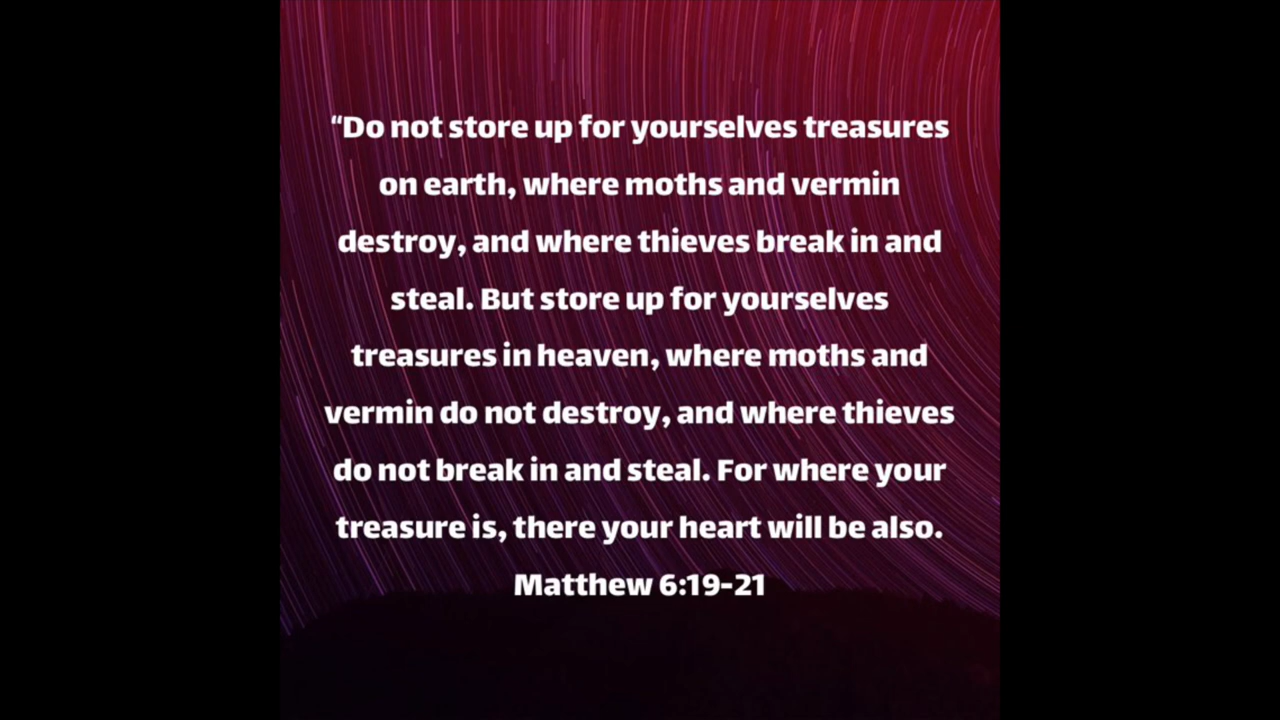 “Do not store up for yourselves treasures
on earth, where moths and vermin
destroy, and where thieves break in and
steal. But store up for yourselves
treasures in heaven, where moths and
vermin do not destroy, and where thieves
do not break in and steal. For where your
treasure is, there your heart will be also.
Matthew 6:19-21